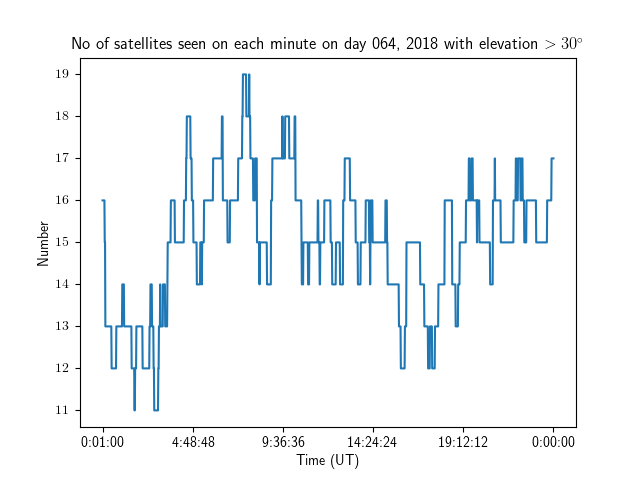 No of satellites seen on each minute on day 064, 2018 with elevation > 30°
19
18
17
16
15
14
13
12
11
Number
0:01:00 4:48:48 9:36:36 14:24:24 19:12:12 0:00:00
Time (UT)